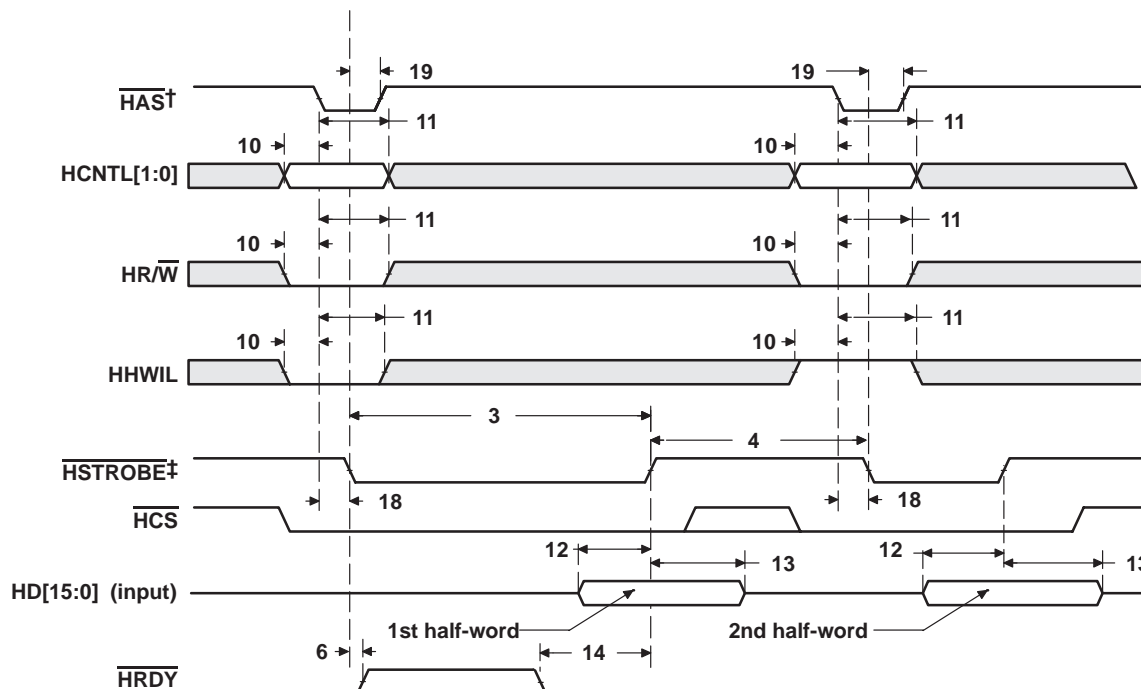 19 19
HAS†
11 11
10 10
HCNTL[1:0]
11 11
10 10
HR/W
11 11
10 10
HHWIL
3
4
HSTROBE‡
18 18
HCS
12 12
13 13
HD[15:0] (input)
1st half-word 2nd half-word
6 14
HRDY